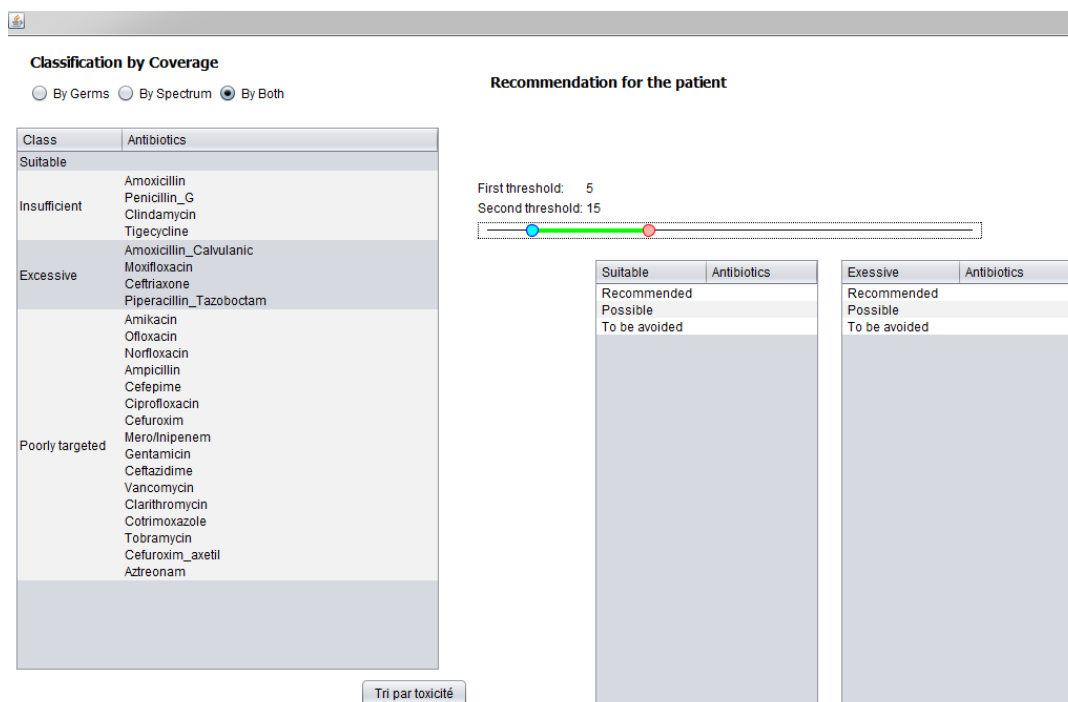 Classification by Coverage
By Germs By Spectrum By Both
Class Antibiotics
Suitable
Insufficient
Amoxicillin
Penicillin_G
Clindamycin
Tigecycline
Excessive
Amoxicillin_Calvulanic
Moxifloxacin
Ceftriaxone
Piperacillin_Tazoboctam
Poorly targeted
Amikacin
Ofloxacin
Norfloxacin
Ampicillin
Cefepime
Ciprofloxacin
Cefuroxim
Mero/Inipenem
Gentamicin
Ceftazidime
Vancomycin
Clarithromycin
Cotrimoxazole
Tobramycin
Cefuroxim_axetil
Aztreonam
Tri par toxicité
Recommendation for the patient
First threshold: 5
Second threshold: 15
Suitable Antibiotics
Recommended
Possible
To be avoided
Exessive Antibiotics
Recommended
Possible
To be avoided